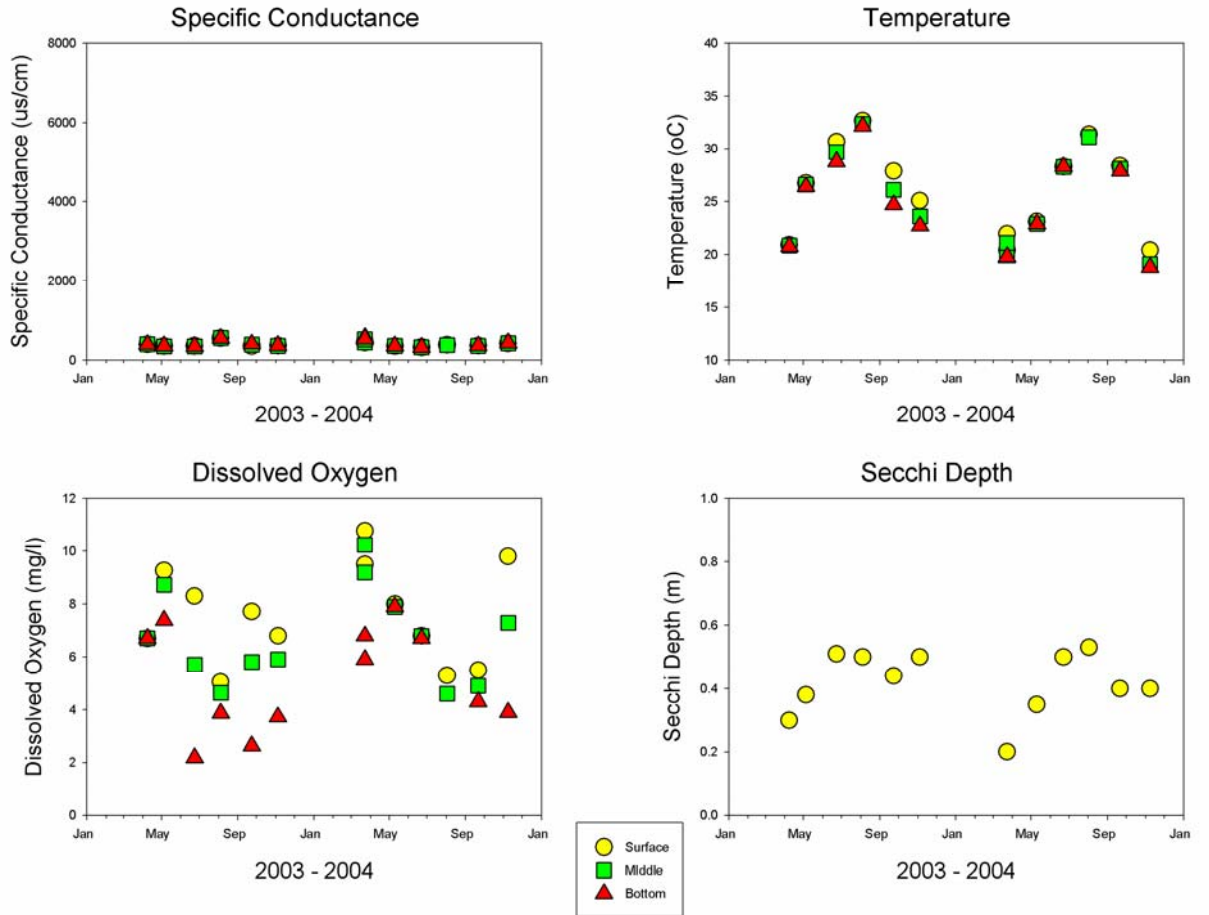 Specific Conductance
Temperature
Specific Conductance (us/cm)
8000
6000
4000
2000
0
Jan May Sep Jan May Sep Jan
2003 - 2004
Temperature (oC)
40
35
30
25
20
15
10
Jan May Sep Jan May Sep Jan
2003 - 2004
Dissolved Oxygen
Secchi Depth
Dissolved Oxygen (mg/l)
12
10
8
6
4
2
0
Jan May Sep Jan May Sep Jan
2003 - 2004
Secchi Depth (m)
1.0
0.8
0.6
0.4
0.2
0.0
Jan May Sep Jan May Sep Jan
2003 - 2004
Surface
MIddle
Bottom